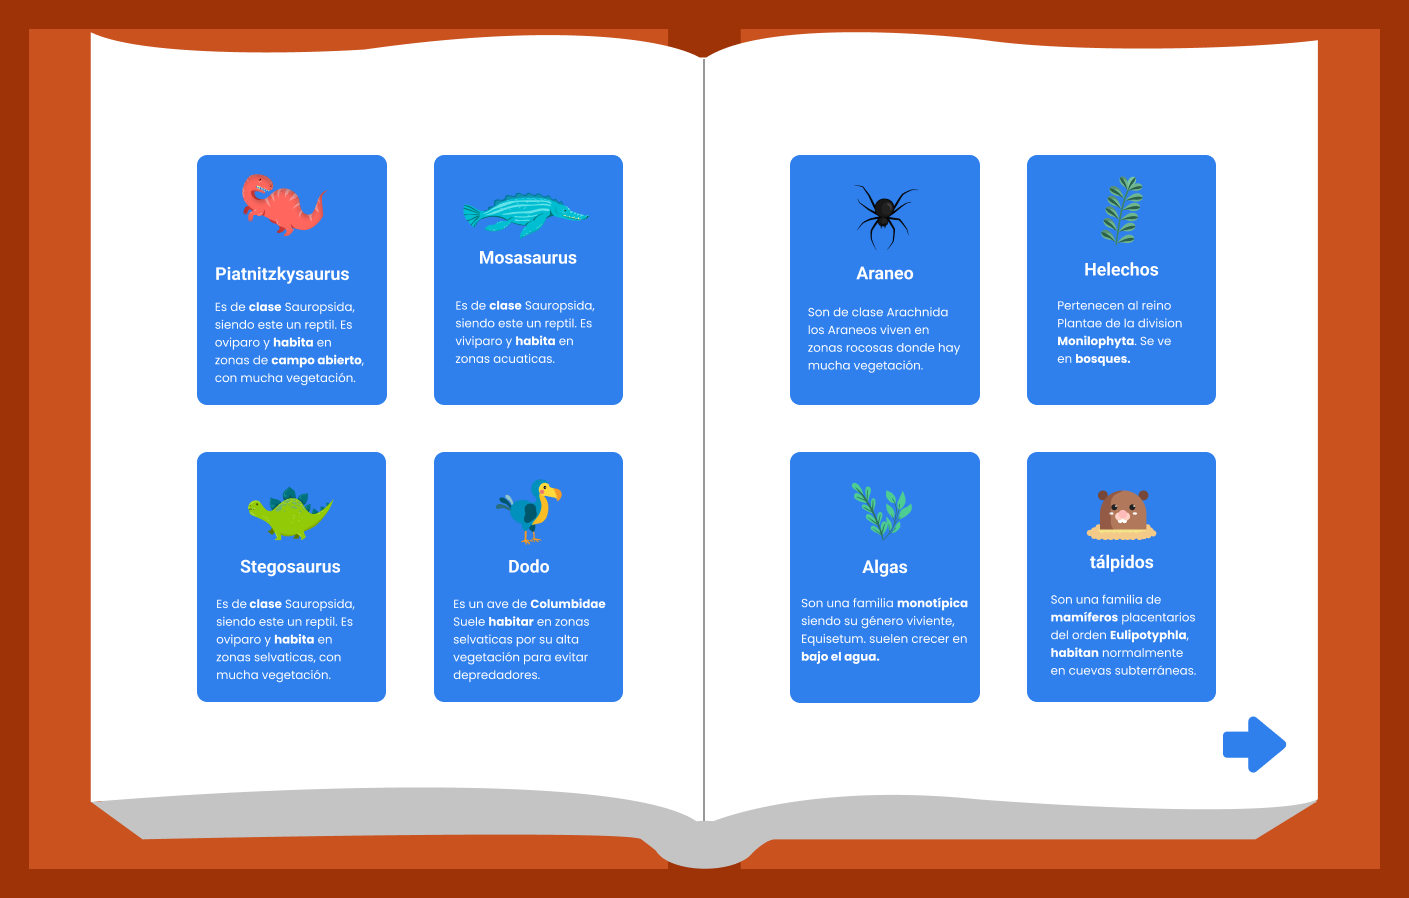 Piatnitzkysaurus
Es de clase Sauropsida,
siendo este un reptil. Es
oviparo y habita en
zonas de campo abierto,
con mucha vegetación.
Mosasaurus
Es de clase Sauropsida,
siendo este un reptil. Es
viviparo y habita en
zonas acuaticas.
Stegosaurus
Es de clase Sauropsida,
siendo este un reptil. Es
oviparo y habita en
zonas selvaticas, con
mucha vegetación.
Dodo
Es un ave de Columbidae
Suele habitar en zonas
selvaticas por su alta
vegetación para evitar
depredadores.
Araneo
Son de clase Arachnida
los Araneos viven en
zonas rocosas donde hay
mucha vegetación.
Helechos
Pertenecen al reino
Plantae de la division
Monilophyta. Se ve
en bosques.
Algas
Son una familia monotípica
siendo su género viviente,
Equisetum. suelen crecer en
bajo el agua.
tálpidos
Son una familia de
mamíferos placentarios
del orden Eulipotyphla,
habitan normalmente
en cuevas subterráneas.